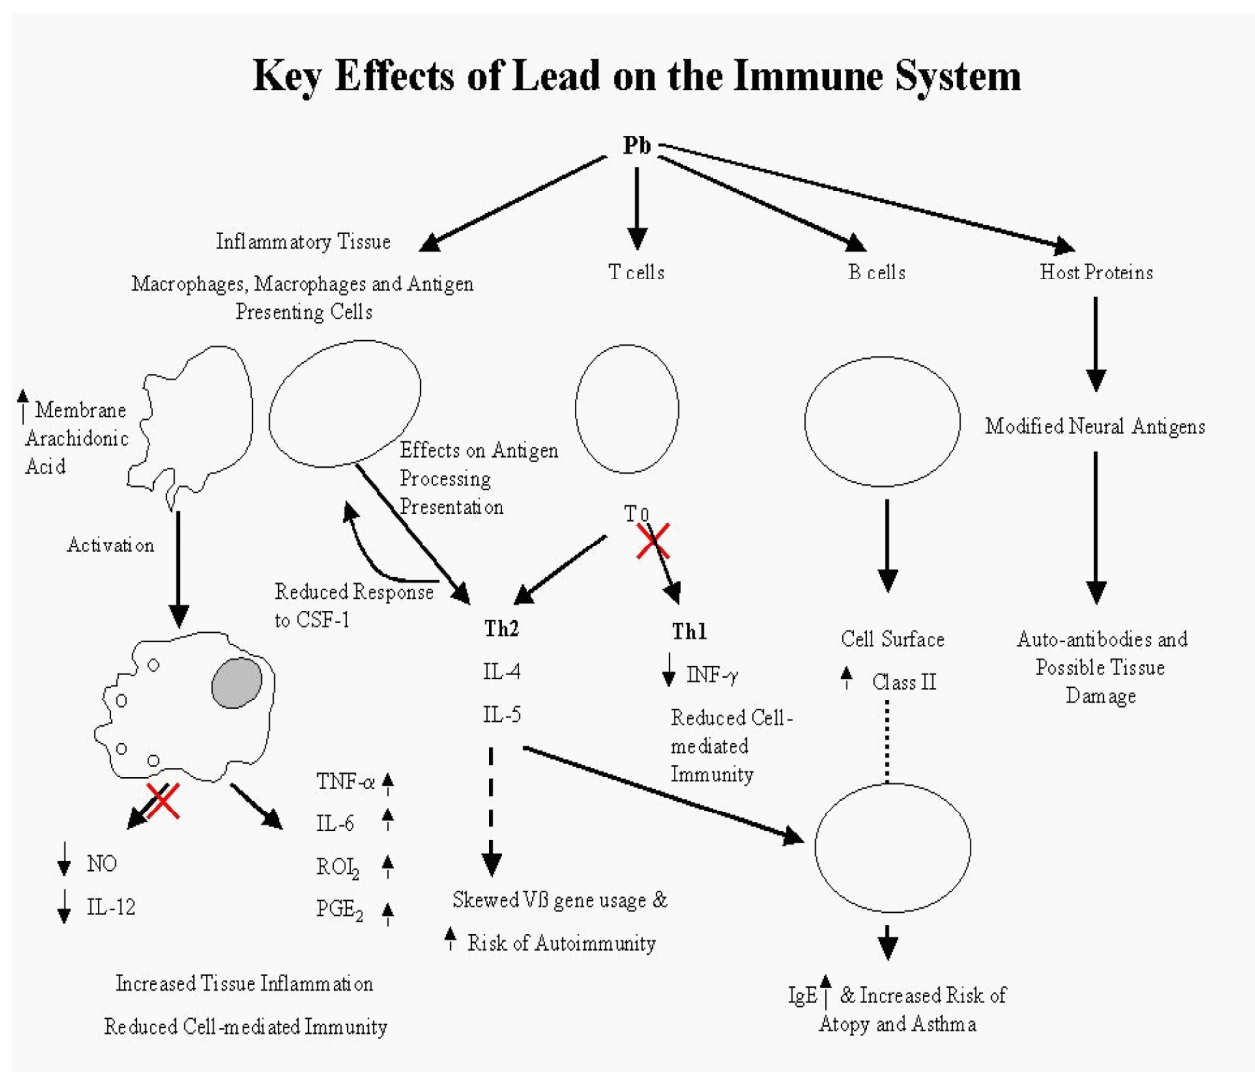 Key Effects of Lead on the Immune System
Pb
Inflammatory Tissue
Macrophages, Macrophages and Antigen
Presenting Cells
T cells
B cells
Host Proteins
Membrane
Arachidonic
Acid
Effects on Antigen
Processing
Presentation
Modified Neural Antigens
T0
Activation
Reduced Response
to CSF-1
Th2
IL-4
IL-5
Th1
INF-γ
Reduced Cell-
mediated
Immunity
Cell Surface
Class II
Auto-antibodies and
Possible Tissue
Damage
TNF-α
IL-6
ROI₂
PGE₂
NO
IL-12
Skewed Vß gene usage &
Risk of Autoimmunity
Increased Tissue Inflammation
Reduced Cell-mediated Immunity
IgE & Increased Risk of
Atopy and Asthma